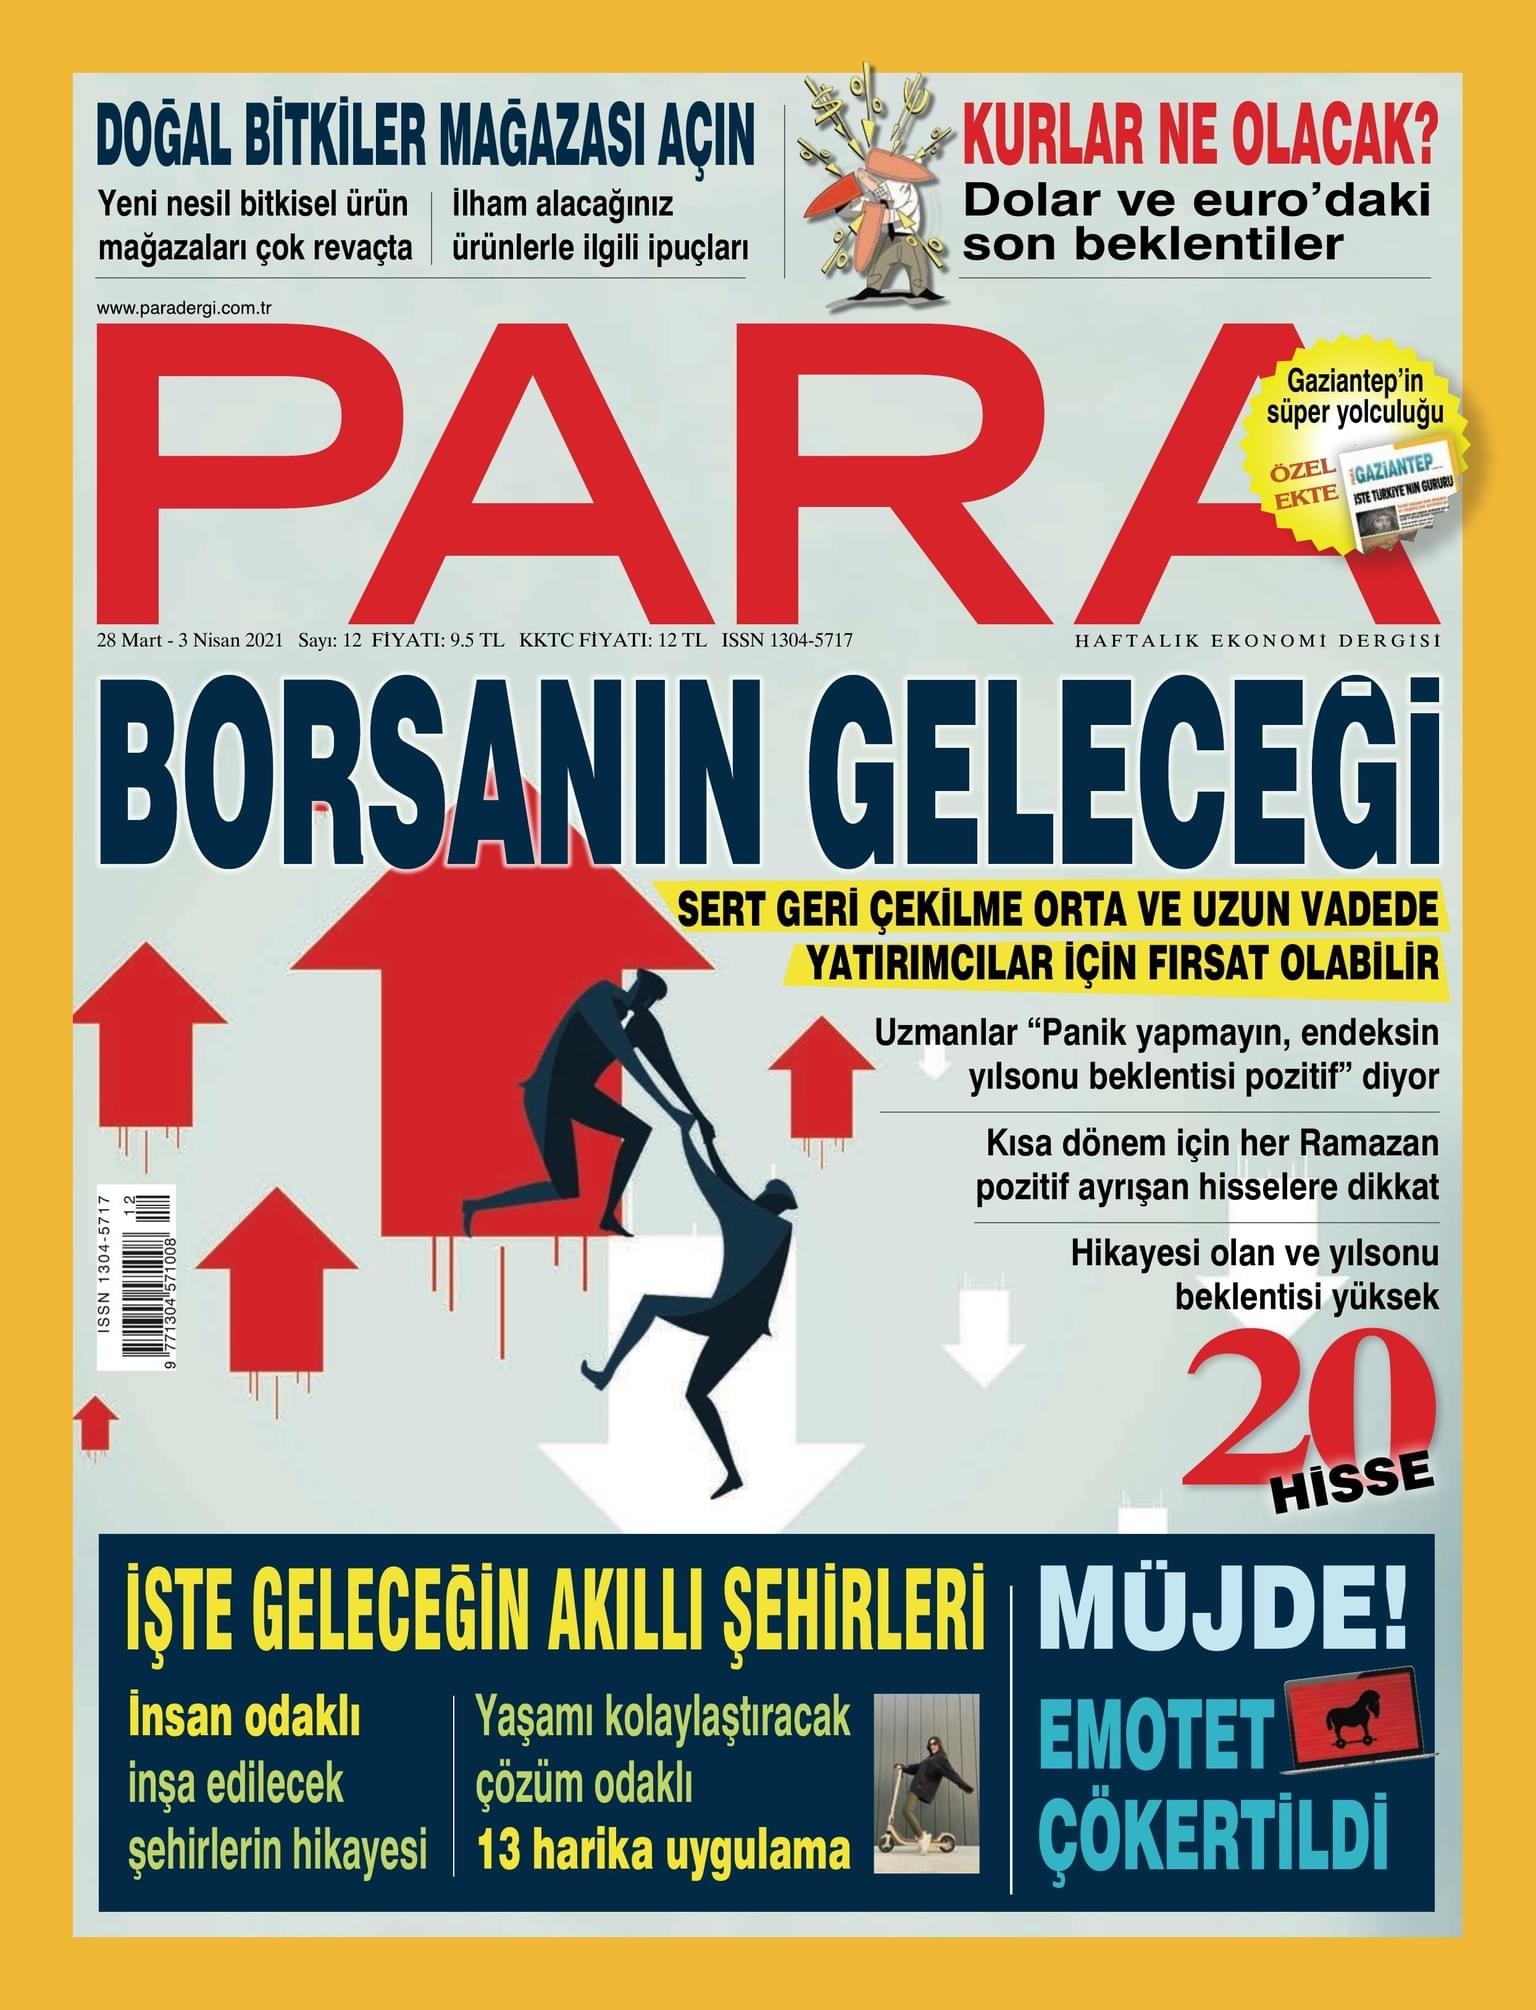 DOĞAL BİTKİLER MAĞAZASI AÇIN
Yeni nesil bitkisel ürün
mağazaları çok revaçta
İlham alacağınız
ürünlerle ilgili ipuçları
KURLAR NE OLACAK?
Dolar ve euro’daki
son beklentiler
www.paradergi.com.tr
PARA
Gaziantep’in
süper yolculuğu
ÖZEL
EKTE
GAZİANTEP
İŞTE TÜRKİYE'NİN GURURU
28 Mart - 3 Nisan 2021 Sayı: 12 FİYATI: 9.5 TL KKTC FİYATI: 12 TL ISSN 1304-5717
HAFTALIK EKONOMİ DERGİSİ
BORSANIN GELECEĞİ
SERT GERİ ÇEKİLME ORTA VE UZUN VADEDE
YATIRIMCILAR İÇİN FIRSAT OLABİLİR
Uzmanlar “Panik yapmayın, endeksin
yılsonu beklentisi pozitif” diyor
Kısa dönem için her Ramazan
pozitif ayrışan hisselere dikkat
Hikayesi olan ve yılsonu
beklentisi yüksek
20
HİSSE
ISSN 1304-5717
12
9 771304 571008
İŞTE GELECEĞİN AKILLI ŞEHİRLERİ
İnsan odaklı
inşa edilecek
şehirlerin hikayesi
Yaşamı kolaylaştıracak
çözüm odaklı
13 harika uygulama
MÜJDE!
EMOTET
ÇÖKERTİLDİ